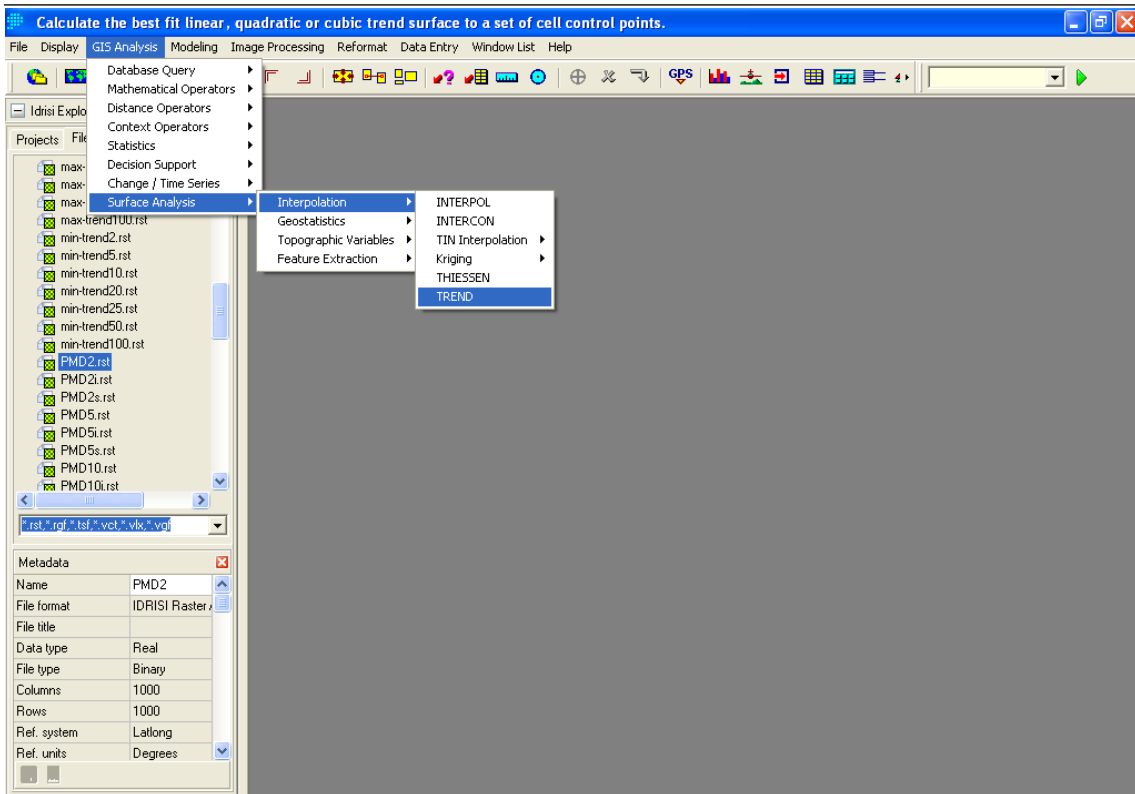 Calculate the best fit linear, quadratic or cubic trend surface to a set of cell control points.
File Display GIS Analysis Modeling Image Processing Reformat Data Entry Window List Help
GPS
Database Query
Mathematical Operators
Distance Operators
Context Operators
Statistics
Decision Support
Change / Time Series
Surface Analysis
Interpolation
Geostatistics
Topographic Variables
Feature Extraction
INTERPOL
INTERCON
TIN Interpolation
Kriging
THIESSEN
TREND
Idrisi Explo
Projects File
max-
max-
max-
max-trend100.rst
min-trend2.rst
min-trend5.rst
min-trend10.rst
min-trend20.rst
min-trend25.rst
min-trend50.rst
min-trend100.rst
PMD2.rst
PMD2i.rst
PMD2s.rst
PMD5.rst
PMD5i.rst
PMD5s.rst
PMD10.rst
PMD10i.rst
*.rst,*.rgf,*.tsf,*.vct,*.vlx,*.vgf
Metadata
Name PMD2
File format IDRISI Raster
File title
Data type Real
File type Binary
Columns 1000
Rows 1000
Ref. system Latlong
Ref. units Degrees